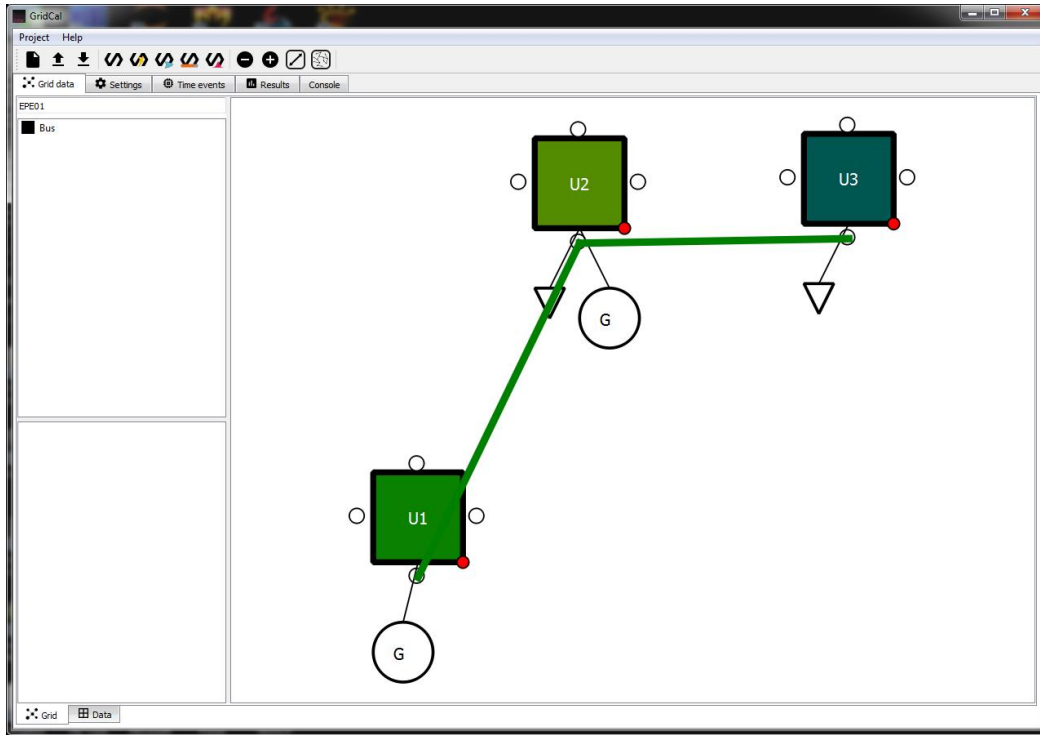 GridCal
Project Help
Grid data Settings Time events Results Console
EPE01
Bus
U2
U3
G
U1
G
Grid Data